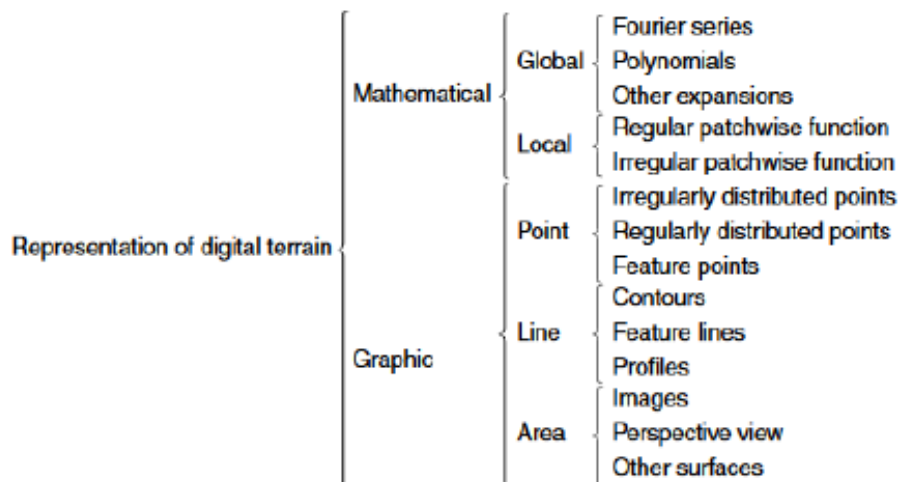 Representation of digital terrain
Mathematical
Global
Fourier series
Polynomials
Other expansions
Local
Regular patchwise function
Irregular patchwise function
Graphic
Point
Irregularly distributed points
Regularly distributed points
Feature points
Line
Contours
Feature lines
Profiles
Area
Images
Perspective view
Other surfaces